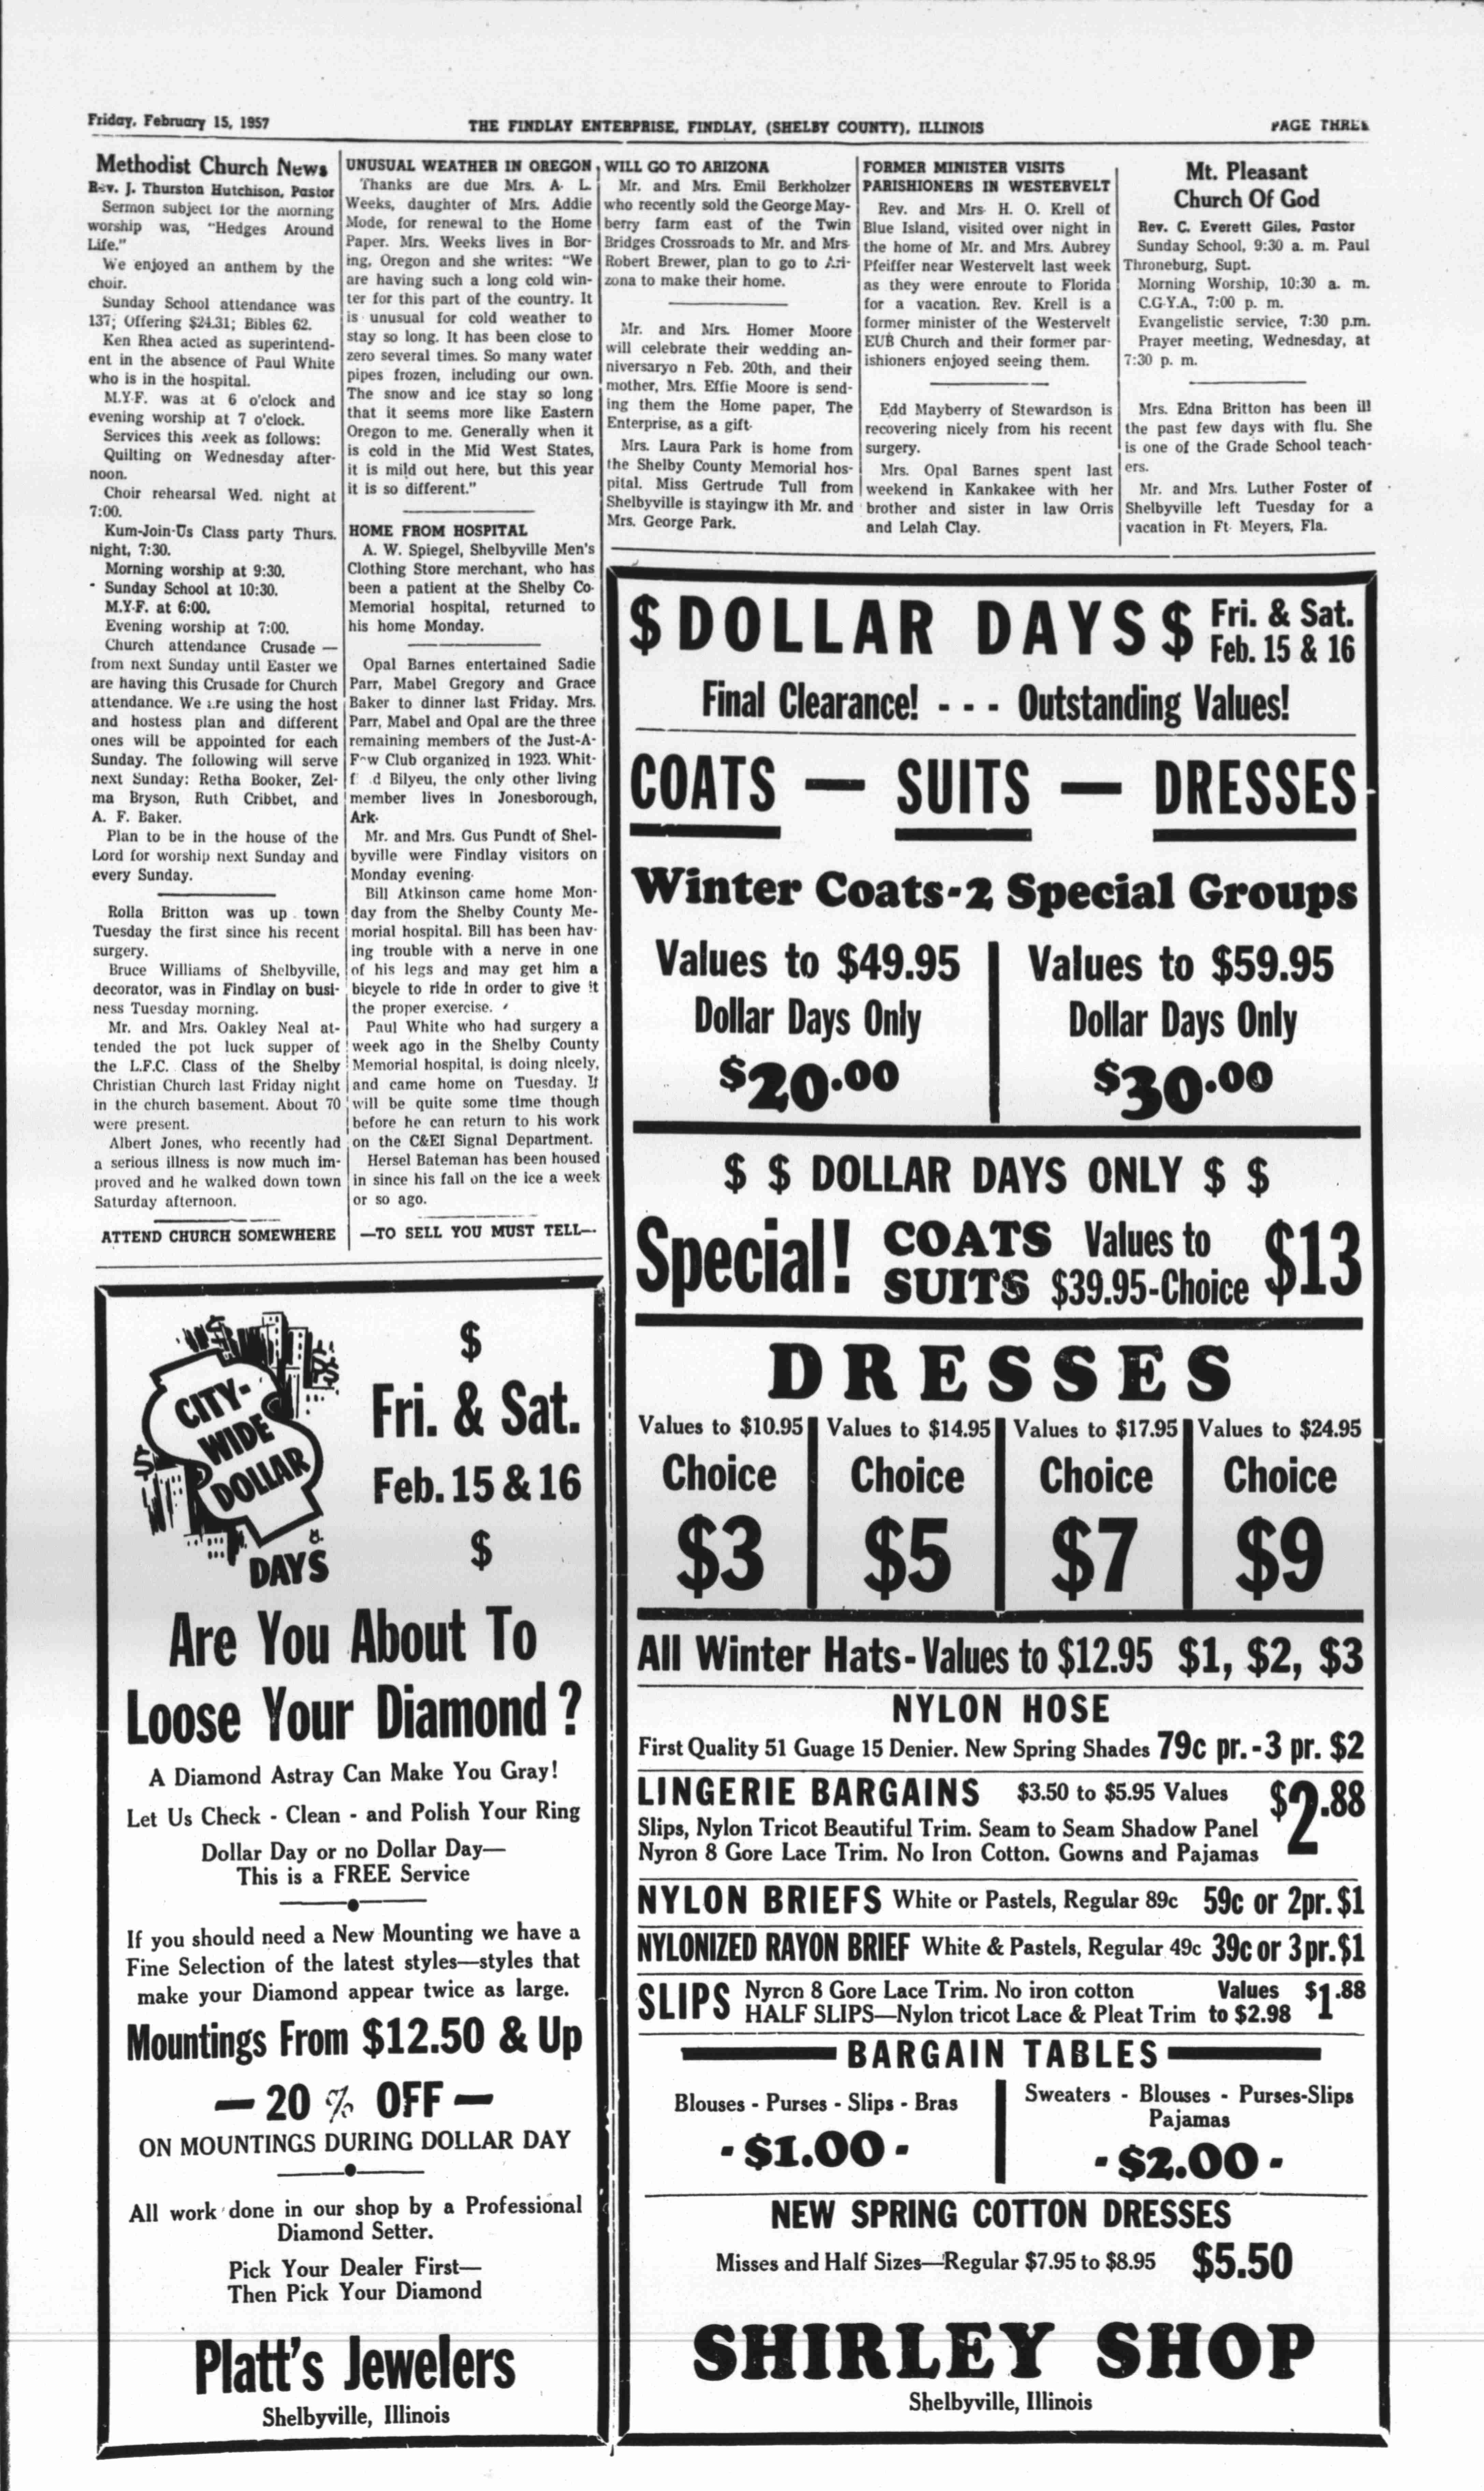 Friday, February 15, 1957
THE FINDLAY ENTERPRISE, FINDLAY, (SHELBY COUNTY), ILLINOIS
PAGE THREE
Methodist Church News
Rev. J. Thurston Hutchison, Pastor
Sermon subject for the morning
worship was, "Hedges Around
Life."
We enjoyed an anthem by the
choir.
Sunday School attendance was
137; Offering $24.31; Bibles 62.
Ken Rhea acted as superintend-
ent in the absence of Paul White
who is in the hospital.
M.Y.F. was at 6 o'clock and
evening worship at 7 o'clock.
Services this week as follows:
Quilting on Wednesday after-
noon.
Choir rehearsal Wed. night at
7:00.
Kum-Join-Us Class party Thurs.
night, 7:30.
Morning worship at 9:30.
Sunday School at 10:30.
M.Y.F. at 6:00.
Evening worship at 7:00.
Church attendance Crusade —
from next Sunday until Easter we
are having this Crusade for Church
attendance. We are using the host
and hostess plan and different
ones will be appointed for each
Sunday. The following will serve
next Sunday: Retha Booker, Zel-
ma Bryson, Ruth Cribbet, and
A. F. Baker.
Plan to be in the house of the
Lord for worship next Sunday and
every Sunday.
Rolla Britton was up town
Tuesday the first since his recent
surgery.
Bruce Williams of Shelbyville,
decorator, was in Findlay on busi-
ness Tuesday morning.
Mr. and Mrs. Oakley Neal at-
tended the pot luck supper of
the L.F.C. Class of the Shelby
Christian Church last Friday night
in the church basement. About 70
were present.
Albert Jones, who recently had
a serious illness is now much im-
proved and he walked down town
Saturday afternoon.
ATTEND CHURCH SOMEWHERE
UNUSUAL WEATHER IN OREGON
Thanks are due Mrs. A. L.
Weeks, daughter of Mrs. Addie
Mode, for renewal to the Home
Paper. Mrs. Weeks lives in Bor-
ing, Oregon and she writes: "We
are having such a long cold win-
ter for this part of the country. It
is unusual for cold weather to
stay so long. It has been close to
zero several times. So many water
pipes frozen, including our own.
The snow and ice stay so long
that it seems more like Eastern
Oregon to me. Generally when it
is cold in the Mid West States,
it is mild out here, but this year
it is so different."
HOME FROM HOSPITAL
A. W. Spiegel, Shelbyville Men's
Clothing Store merchant, who has
been a patient at the Shelby Co.
Memorial hospital, returned to
his home Monday.
Opal Barnes entertained Sadie
Parr, Mabel Gregory and Grace
Baker to dinner last Friday. Mrs.
Parr, Mabel and Opal are the three
remaining members of the Just-A-
Few Club organized in 1923. Whit-
Bilyeu, the only other living
member lives in Jonesborough,
Ark.
Mr. and Mrs. Gus Pundt of Shel-
byville were Findlay visitors on
Monday evening.
Bill Atkinson came home Mon-
day from the Shelby County Me-
morial hospital. Bill has been hav-
ing trouble with a nerve in one
of his legs and may get him a
bicycle to ride in order to give it
the proper exercise.
Paul White who had surgery a
week ago in the Shelby County
Memorial hospital, is doing nicely,
and came home on Tuesday. It
will be quite some time though
before he can return to his work
on the C&EI Signal Department.
Hersel Bateman has been housed
in since his fall on the ice a week
or so ago.
—TO SELL YOU MUST TELL—
WILL GO TO ARIZONA
Mr. and Mrs. Emil Berkholzer
who recently sold the George May-
berry farm east of the Twin
Bridges Crossroads to Mr. and Mrs.
Robert Brewer, plan to go to Ari-
zona to make their home.
Mr. and Mrs. Homer Moore
will celebrate their wedding an-
niversaryo n Feb. 20th, and their
mother, Mrs. Effie Moore is send-
ing them the Home paper, The
Enterprise, as a gift.
Mrs. Laura Park is home from
the Shelby County Memorial hos-
pital. Miss Gertrude Tull from
Shelbyville is stayingw ith Mr. and
Mrs. George Park.
FORMER MINISTER VISITS
PARISHIONERS IN WESTERVELT
Rev. and Mrs. H. O. Krell of
Blue Island, visited over night in
the home of Mr. and Mrs. Aubrey
Pfeiffer near Westervelt last week
as they were enroute to Florida
for a vacation. Rev. Krell is a
former minister of the Westervelt
EUB Church and their former par-
ishioners enjoyed seeing them.
Edd Mayberry of Stewardson is
recovering nicely from his recent
surgery.
Mrs. Opal Barnes spent last
weekend in Kankakee with her
brother and sister in law Orris
and Lelah Clay.
Mt. Pleasant
Church Of God
Rev. C. Everett Giles, Pastor
Sunday School, 9:30 a. m. Paul
Throneburg, Supt.
Morning Worship, 10:30 a. m.
C.G.Y.A., 7:00 p. m.
Evangelistic service, 7:30 p.m.
Prayer meeting, Wednesday, at
7:30 p. m.
Mrs. Edna Britton has been ill
the past few days with flu. She
is one of the Grade School teach-
ers.
Mr. and Mrs. Luther Foster of
Shelbyville left Tuesday for a
vacation in Ft. Meyers, Fla.
CITY-
WIDE
DOLLAR
DAYS
$
Fri. & Sat.
Feb. 15 & 16
$
Are You About To
Loose Your Diamond?
A Diamond Astray Can Make You Gray!
Let Us Check - Clean - and Polish Your Ring
Dollar Day or no Dollar Day—
This is a FREE Service
If you should need a New Mounting we have a
Fine Selection of the latest styles—styles that
make your Diamond appear twice as large.
Mountings From $12.50 & Up
— 20 % OFF —
ON MOUNTINGS DURING DOLLAR DAY
All work done in our shop by a Professional
Diamond Setter.
Pick Your Dealer First—
Then Pick Your Diamond
Platt's Jewelers
Shelbyville, Illinois
$ DOLLAR DAYS $ Fri. & Sat.
Feb. 15 & 16
Final Clearance! - - - Outstanding Values!
COATS — SUITS — DRESSES
Winter Coats-2 Special Groups
Values to $49.95
Dollar Days Only
$20.00
Values to $59.95
Dollar Days Only
$30.00
$ $ DOLLAR DAYS ONLY $ $
Special! COATS Values to $13
SUITS $39.95-Choice
DRESSES
Values to $10.95 Values to $14.95 Values to $17.95 Values to $24.95
Choice Choice Choice Choice
$3 $5 $7 $9
All Winter Hats-Values to $12.95 $1, $2, $3
NYLON HOSE
First Quality 51 Guage 15 Denier. New Spring Shades 79c pr.-3 pr. $2
LINGERIE BARGAINS $3.50 to $5.95 Values $2.88
Slips, Nylon Tricot Beautiful Trim. Seam to Seam Shadow Panel
Nyron 8 Gore Lace Trim. No Iron Cotton. Gowns and Pajamas
NYLON BRIEFS White or Pastels, Regular 89c 59c or 2pr. $1
NYLONIZED RAYON BRIEF White & Pastels, Regular 49c 39c or 3pr. $1
SLIPS Nyron 8 Gore Lace Trim. No iron cotton Values $1.88
HALF SLIPS—Nylon tricot Lace & Pleat Trim to $2.98
BARGAIN TABLES
Blouses - Purses - Slips - Bras
- $1.00 -
Sweaters - Blouses - Purses-Slips
Pajamas
- $2.00 -
NEW SPRING COTTON DRESSES
Misses and Half Sizes—Regular $7.95 to $8.95 $5.50
SHIRLEY SHOP
Shelbyville, Illinois